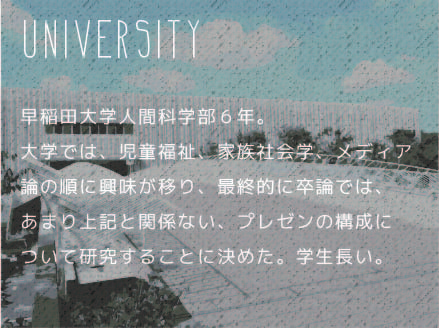 UNIVERSITY
早稲田大学人間科学部６年。
大学では、児童福祉、家族社会学、メディア
論の順に興味が移り、最終的に卒論では、
あまり上記と関係ない、プレゼンの構成に
ついて研究することに決めた。学生長い。